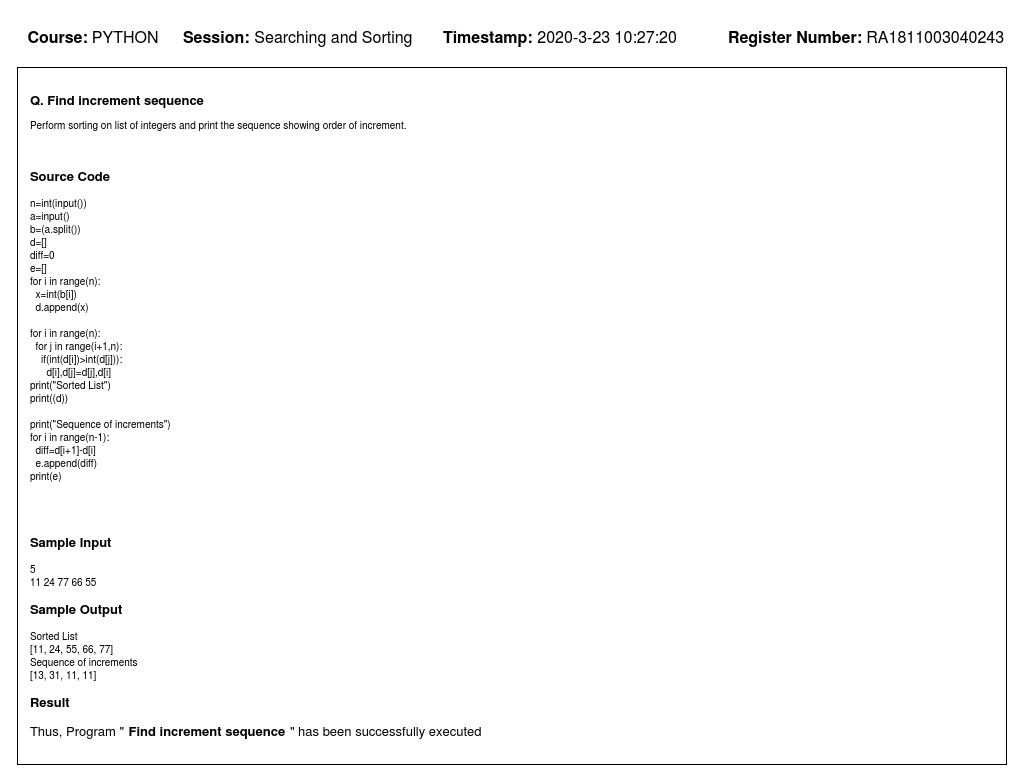 Course: PYTHON Session: Searching and Sorting Timestamp: 2020-3-23 10:27:20 Register Number: RA1811003040243
Q. Find increment sequence
Perform sorting on list of integers and print the sequence showing order of increment.
Source Code
n=int(input())
a=input()
b=(a.split())
d=[]
diff=0
e=[]
for i in range(n):
  x=int(b[i])
  d.append(x)

for i in range(n):
  for j in range(i+1,n):
    if(int(d[i])>int(d[j])):
      d[i],d[j]=d[j],d[i]
print("Sorted List")
print((d))

print("Sequence of increments")
for i in range(n-1):
  diff=d[i+1]-d[i]
  e.append(diff)
print(e)
Sample Input
5
11 24 77 66 55
Sample Output
Sorted List
[11, 24, 55, 66, 77]
Sequence of increments
[13, 31, 11, 11]
Result
Thus, Program " Find increment sequence " has been successfully executed